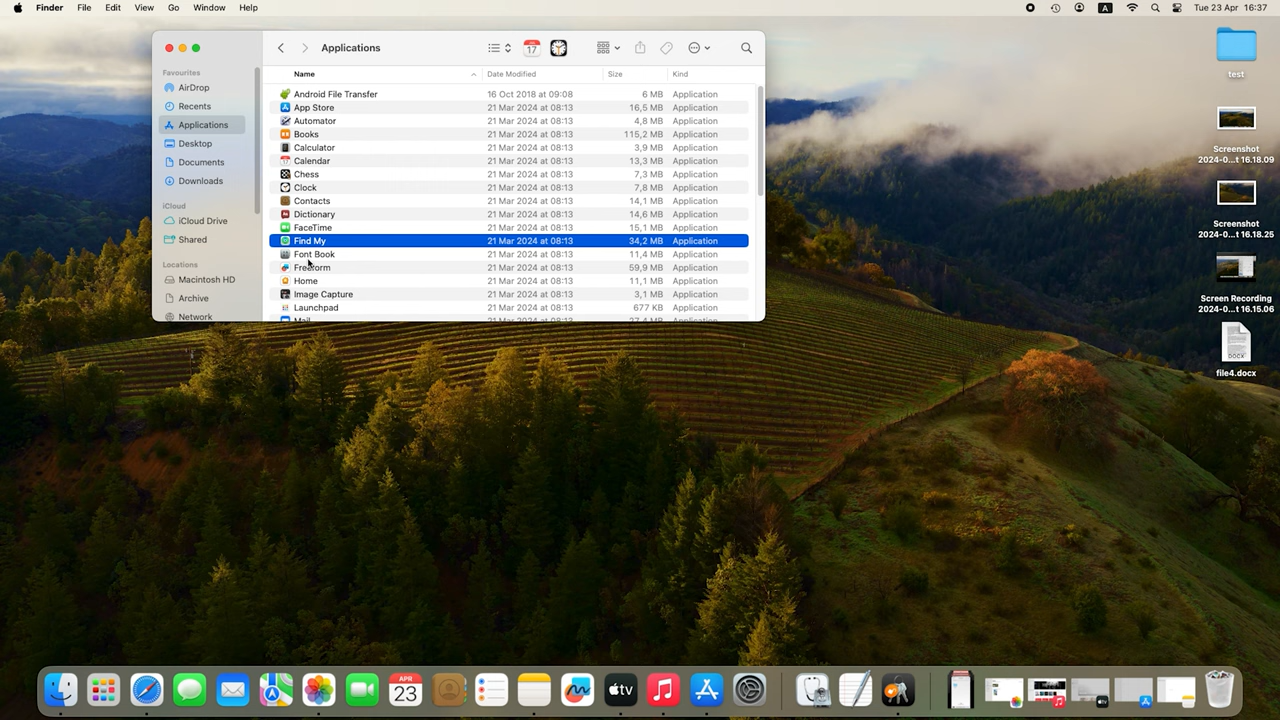 Finder File Edit View Go Window Help A Tue 23 Apr 16:37
Applications
17
Favourites
AirDrop
Recents
Applications
Desktop
Documents
Downloads
iCloud
iCloud Drive
Shared
Locations
Macintosh HD
Archive
Network
Name Date Modified Size Kind
Android File Transfer 16 Oct 2018 at 09:08 6 MB Application
App Store 21 Mar 2024 at 08:13 16,5 MB Application
Automator 21 Mar 2024 at 08:13 4,8 MB Application
Books 21 Mar 2024 at 08:13 115,2 MB Application
Calculator 21 Mar 2024 at 08:13 3,9 MB Application
Calendar 21 Mar 2024 at 08:13 13,3 MB Application
Chess 21 Mar 2024 at 08:13 7,3 MB Application
Clock 21 Mar 2024 at 08:13 7,8 MB Application
Contacts 21 Mar 2024 at 08:13 14,1 MB Application
Dictionary 21 Mar 2024 at 08:13 14,6 MB Application
FaceTime 21 Mar 2024 at 08:13 15,1 MB Application
Find My 21 Mar 2024 at 08:13 34,2 MB Application
Font Book 21 Mar 2024 at 08:13 11,4 MB Application
Freeform 21 Mar 2024 at 08:13 59,9 MB Application
Home 21 Mar 2024 at 08:13 11,1 MB Application
Image Capture 21 Mar 2024 at 08:13 3,1 MB Application
Launchpad 21 Mar 2024 at 08:13 677 KB Application
Mail 21 Mar 2024 at 08:13 27,4 MB Application
test
Screenshot
2024-0...t 16.18.09
Screenshot
2024-0...t 16.18.25
Screen Recording
2024-0...t 16.15.06
DOCX
file4.docx
APR
23
tv